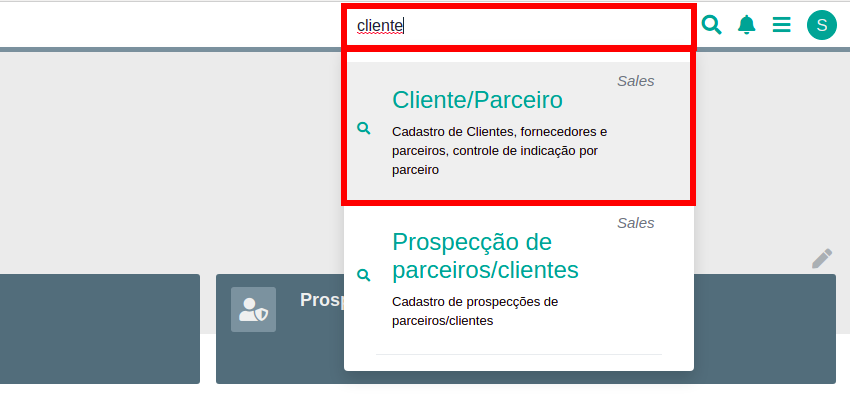 cliente
S
Sales
Cliente/Parceiro
Cadastro de Clientes, fornecedores e
parceiros, controle de indicação por
parceiro
Sales
Prospecção de
parceiros/clientes
Cadastro de prospecções de
parceiros/clientes